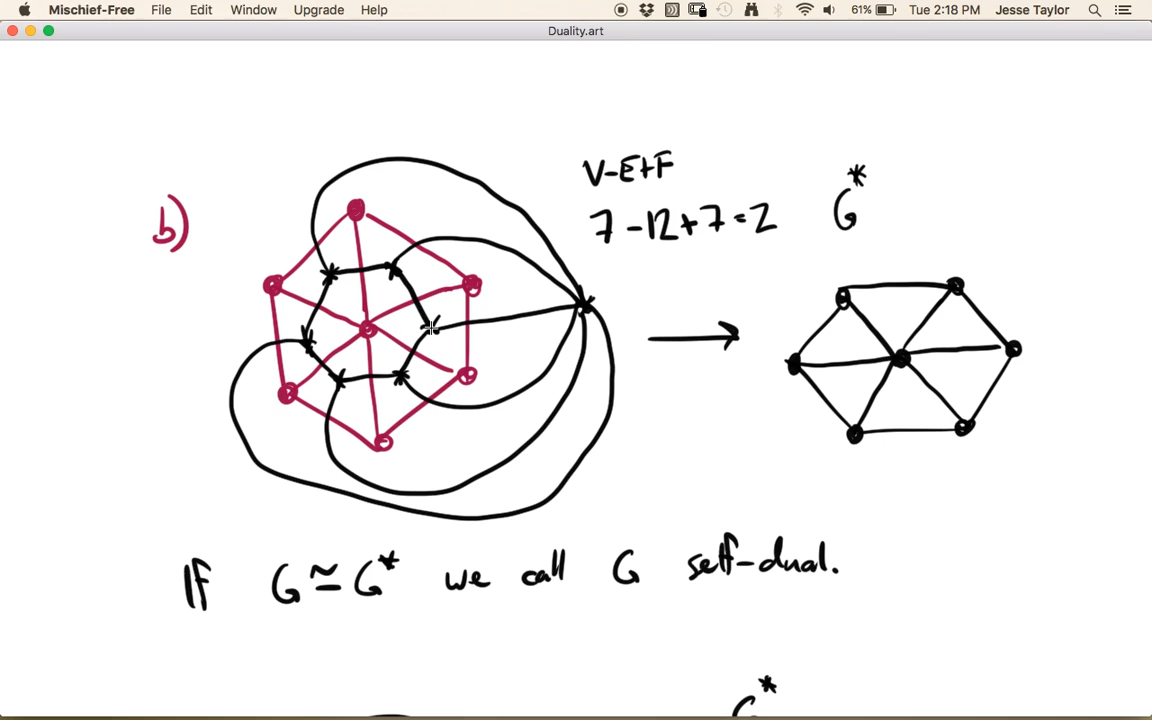 Mischief-Free File Edit Window Upgrade Help 61% Tue 2:18 PM Jesse Taylor
Duality.art
b)
V-E+F
7-12+7=2
G*
If G≅G* we call G self-dual.
G*